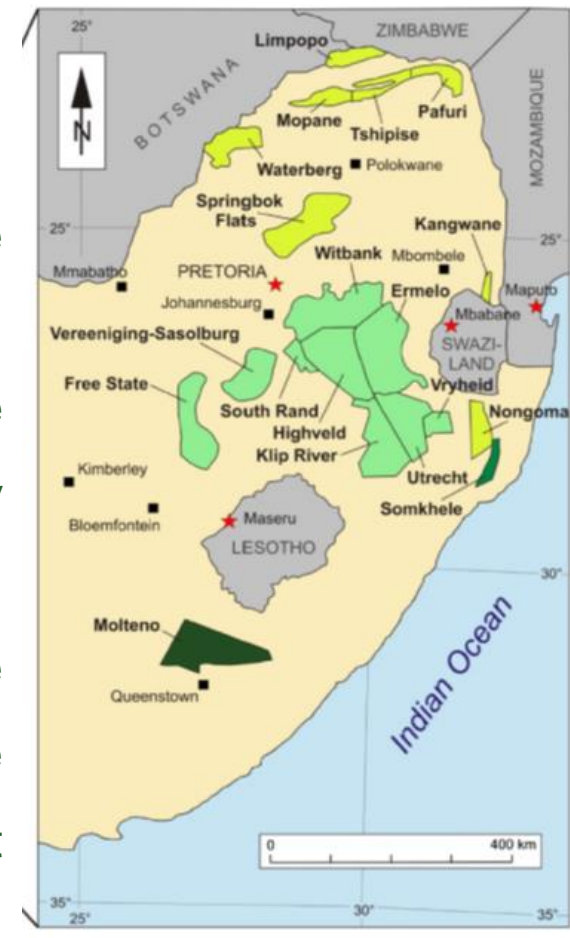 25°
ZIMBABWE
Limpopo
BOTSWANA
N
MOZAMBIQUE
Mopane
Pafuri
Tshipise
Waterberg
Polokwane
Springbok
Flats
25°
25°
Kangwane
Witbank
Mbombele
Mmabatho
PRETORIA
Ermelo
Maputo
Johannesburg
Mbabane
Vereeniging-Sasolburg
SWAZI-
LAND
Free State
Vryheid
South Rand
Nongoma
Highveld
Klip River
Kimberley
Utrecht
Somkhele
Bloemfontein
Maseru
LESOTHO
30°
Molteno
Queenstown
Indian Ocean
0
400 km
35°
25°
30°
35°